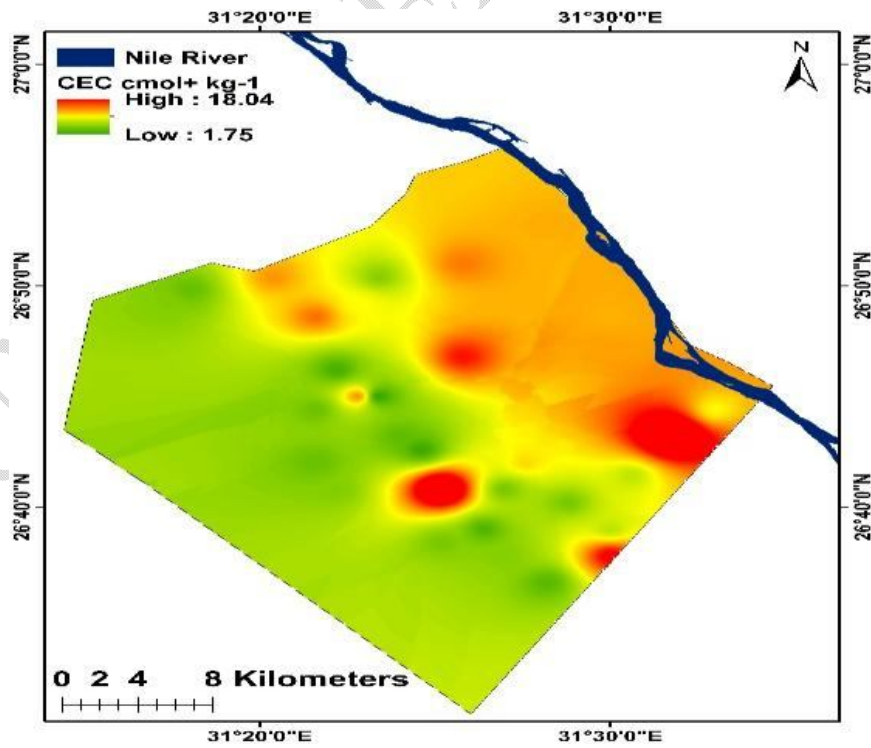 31°20'0"E 31°30'0"E
Nile River
CEC cmol+ kg-1
High : 18.04
Low : 1.75
N
27°0'0"N 27°0'0"N
26°50'0"N 26°50'0"N
26°40'0"N 26°40'0"N
0 2 4 8 Kilometers
31°20'0"E 31°30'0"E